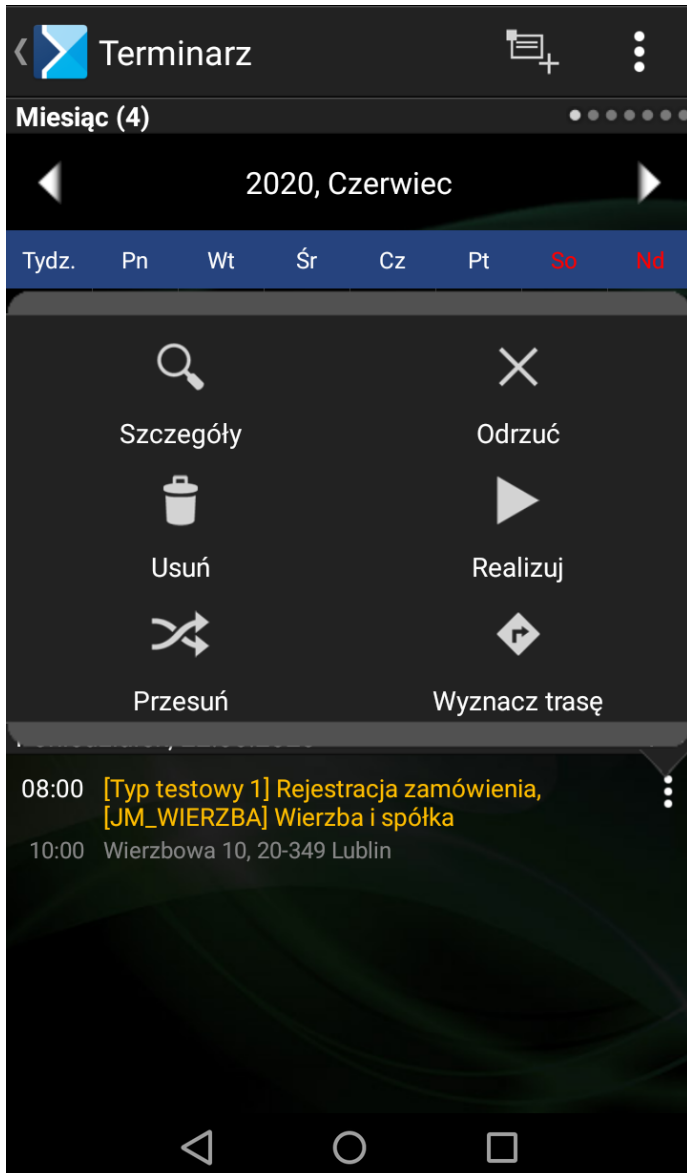 Terminarz
Miesiąc (4)
2020, Czerwiec
Tydz. Pn Wt Śr Cz Pt So Nd
Szczegóły Odrzuć
Usuń Realizuj
Przesuń Wyznacz trasę
08:00 [Typ testowy 1] Rejestracja zamówienia,
[JM_WIERZBA] Wierzba i spółka
10:00 Wierzbowa 10, 20-349 Lublin